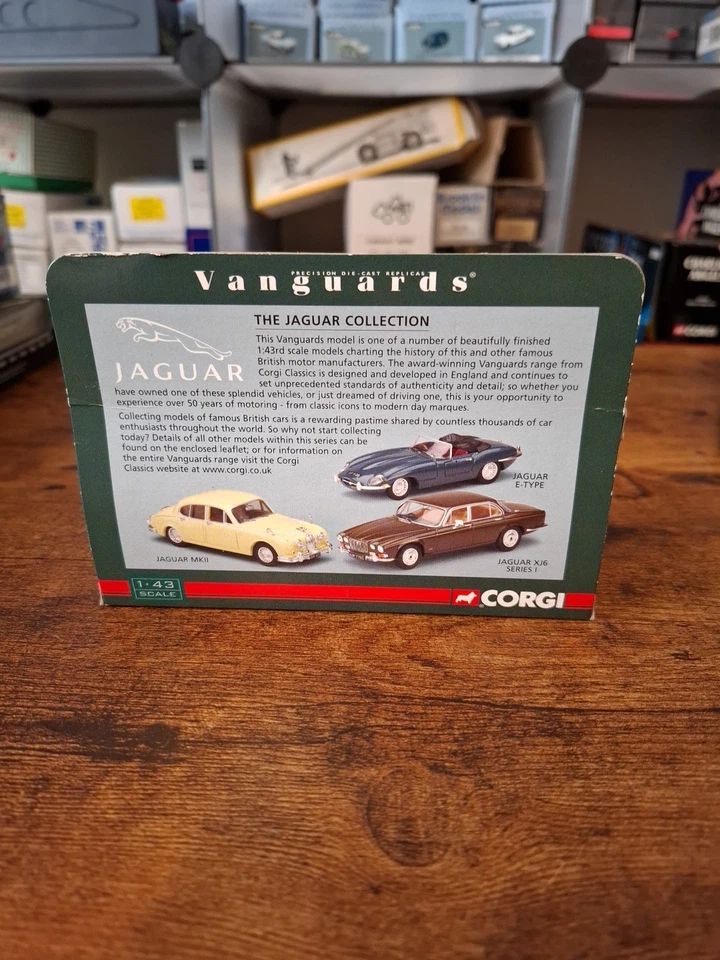 PRECISION DIE-CAST REPLICAS
Vanguards®
THE JAGUAR COLLECTION
JAGUAR
This Vanguards model is one of a number of beautifully finished
1:43rd scale models charting the history of this and other famous
British motor manufacturers. The award-winning Vanguards range from
Corgi Classics is designed and developed in England and continues to
set unprecedented standards of authenticity and detail; so whether you
have owned one of these splendid vehicles, or just dreamed of driving one, this is your opportunity to
experience over 50 years of motoring - from classic icons to modern day marques.
Collecting models of famous British cars is a rewarding pastime shared by countless thousands of car
enthusiasts throughout the world. So why not start collecting
today? Details of all other models within this series can be
found on the enclosed leaflet; or for information on
the entire Vanguards range visit the Corgi
Classics website at www.corgi.co.uk
JAGUAR
E-TYPE
JAGUAR MKII
JAGUAR XJ6
SERIES I
1:43
SCALE
CORGI